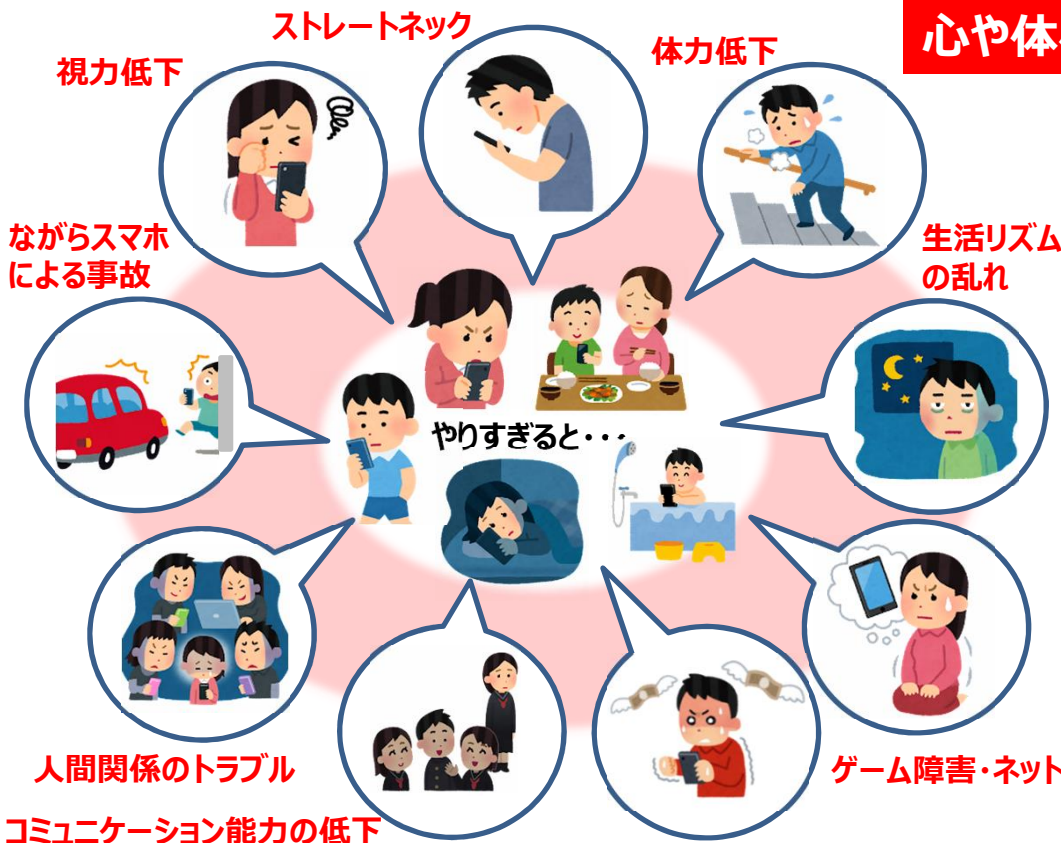 心や体
ストレートネック
体力低下
視力低下
ながらスマホ
による事故
生活リズム
の乱れ
やりすぎると・・・
人間関係のトラブル
ゲーム障害・ネット
コミュニケーション能力の低下